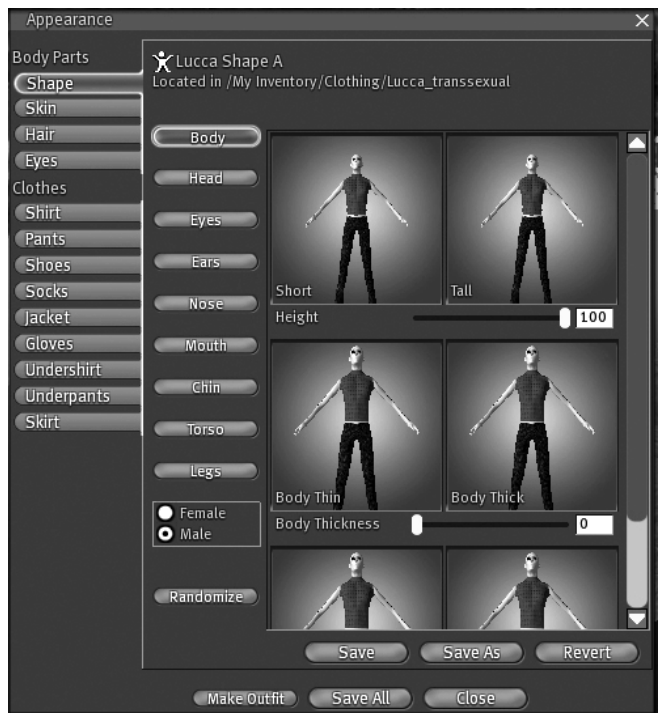 Appearance
Body Parts
Shape
Skin
Hair
Eyes
Clothes
Shirt
Pants
Shoes
Socks
Jacket
Gloves
Undershirt
Underpants
Skirt
Lucca Shape A
Located in /My Inventory/Clothing/Lucca_transsexual
Body
Head
Eyes
Ears
Nose
Mouth
Chin
Torso
Legs
Female
Male
Randomize
Short Tall
Height 100
Body Thin Body Thick
Body Thickness 0
Save Save As Revert
Make Outfit Save All Close